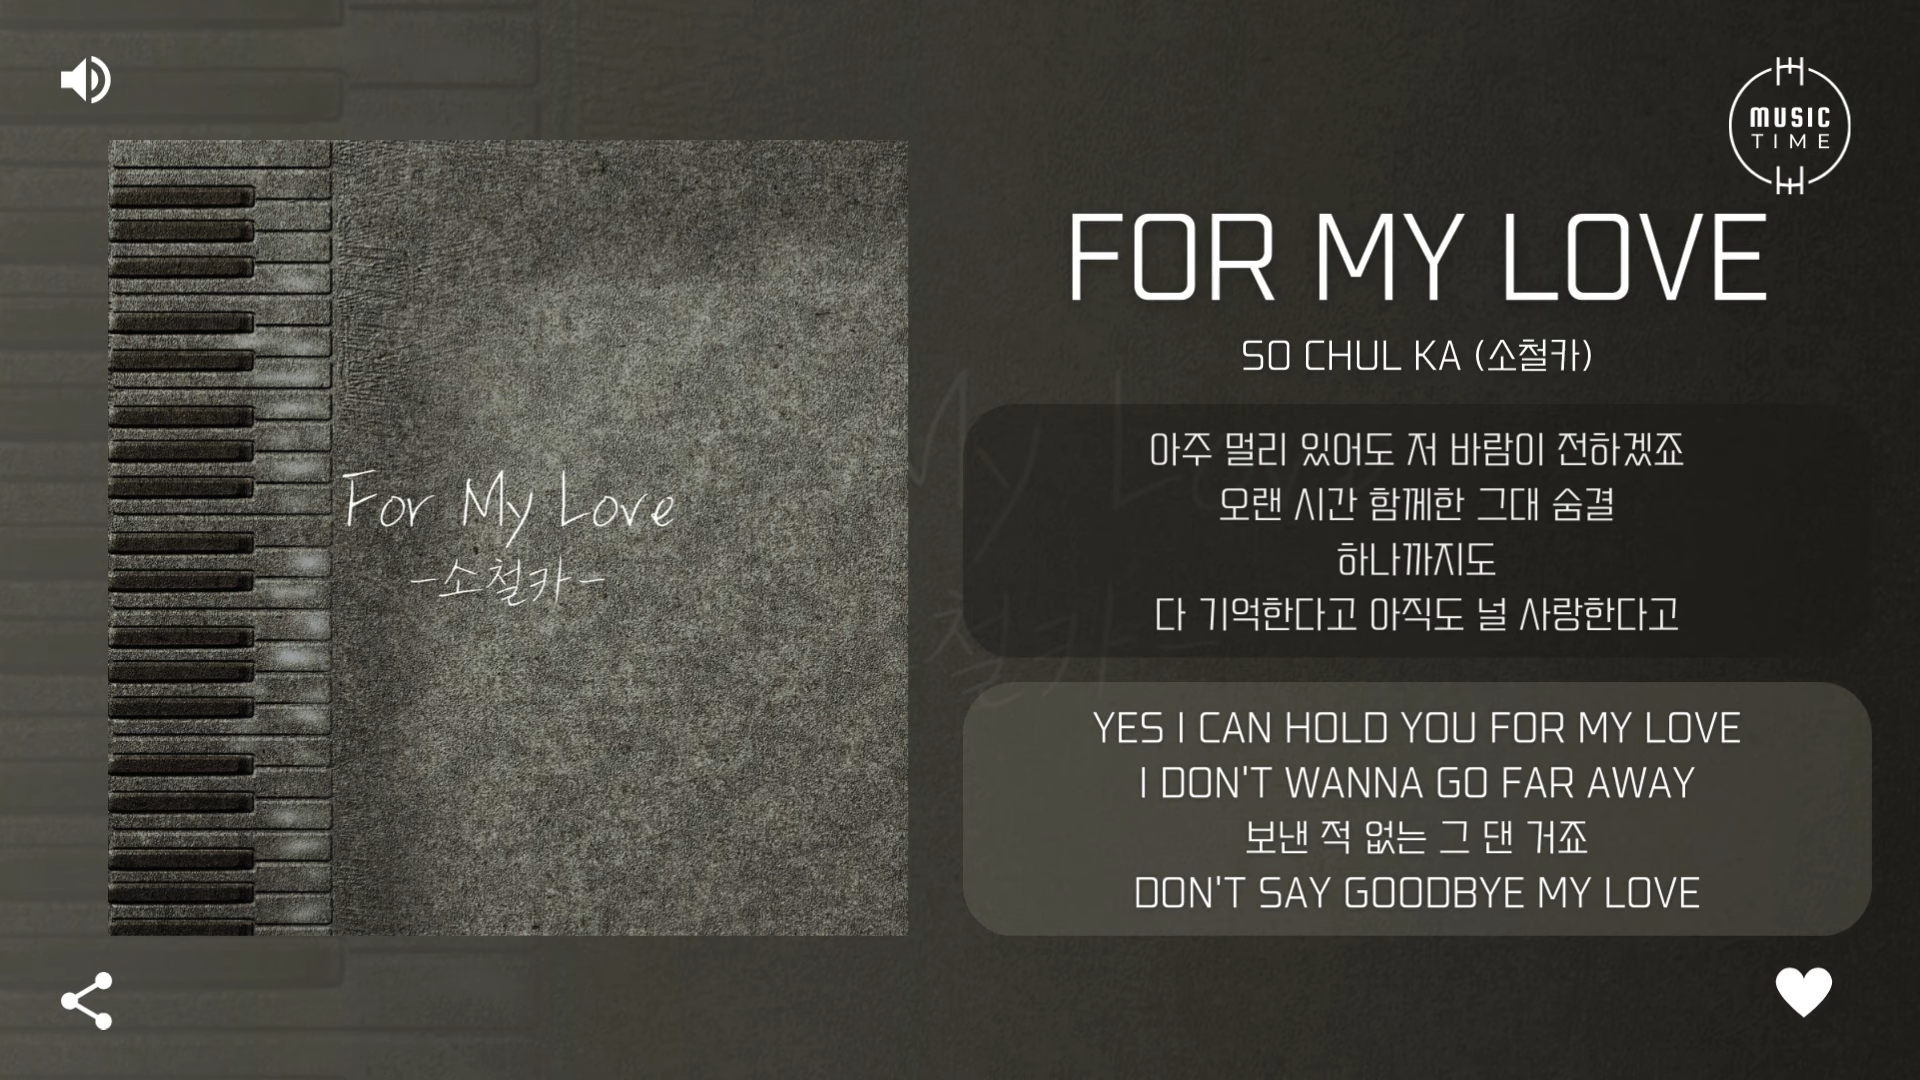 MUSIC
TIME
For My Love
-소철카-
FOR MY LOVE
SO CHUL KA (소철카)
아주 멀리 있어도 저 바람이 전하겠죠
오랜 시간 함께한 그대 숨결
하나까지도
다 기억한다고 아직도 널 사랑한다고
YES I CAN HOLD YOU FOR MY LOVE
I DON'T WANNA GO FAR AWAY
보낸 적 없는 그 댄 거죠
DON'T SAY GOODBYE MY LOVE